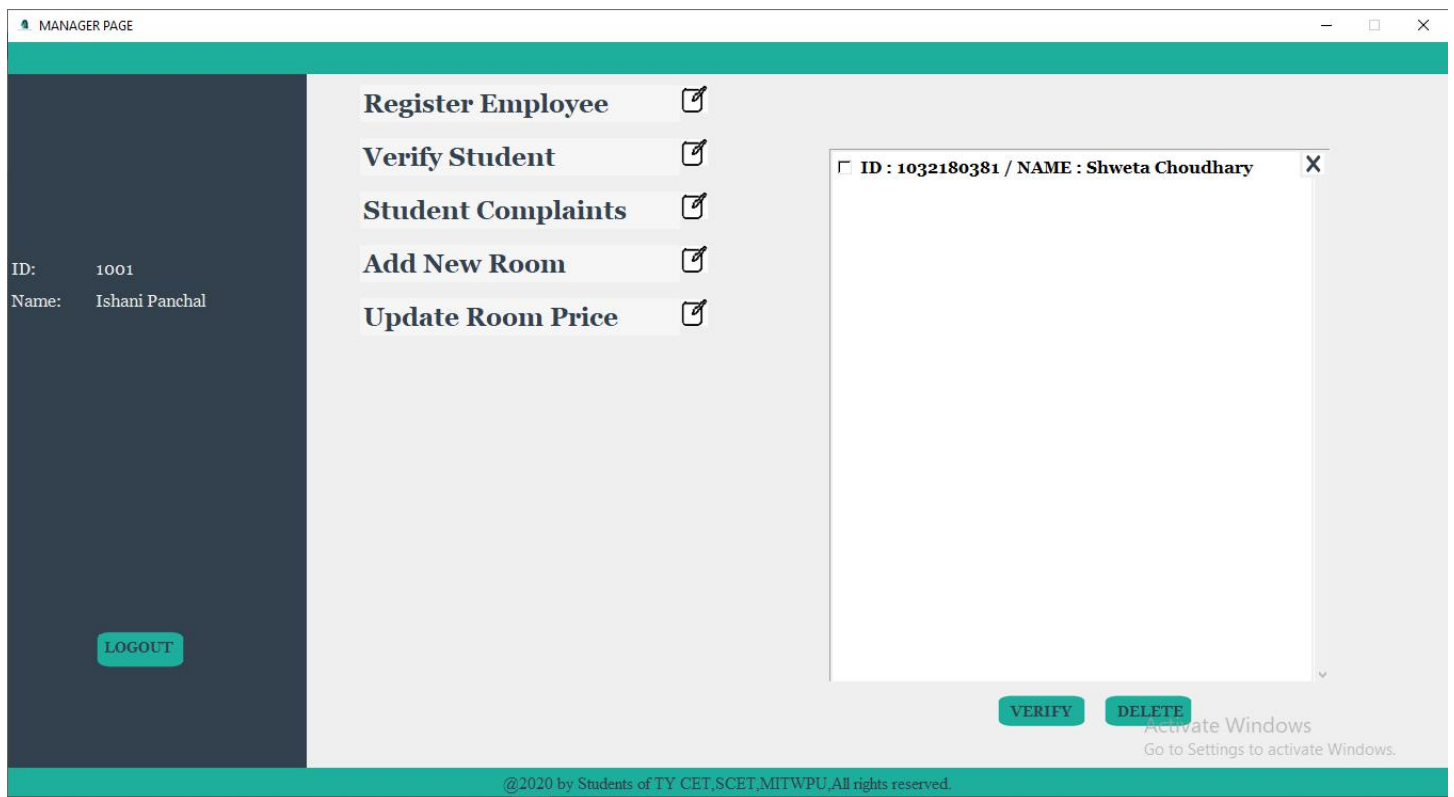 MANAGER PAGE
Register Employee
Verify Student
Student Complaints
Add New Room
Update Room Price
ID: 1001
Name: Ishani Panchal
LOGOUT
ID : 1032180381 / NAME : Shweta Choudhary
X
VERIFY DELETE
Activate Windows
Go to Settings to activate Windows.
@2020 by Students of TY CET,SCET,MITWPU,All rights reserved.